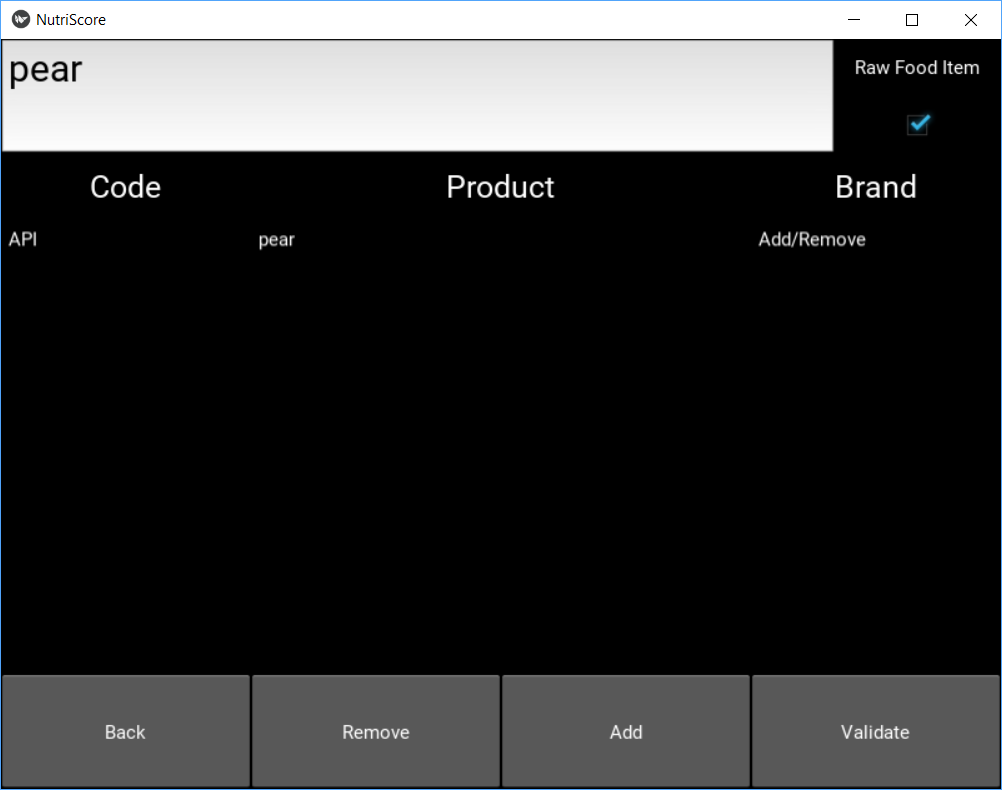 NutriScore
pear
Raw Food Item
Code Product Brand
API pear Add/Remove
Back Remove Add Validate